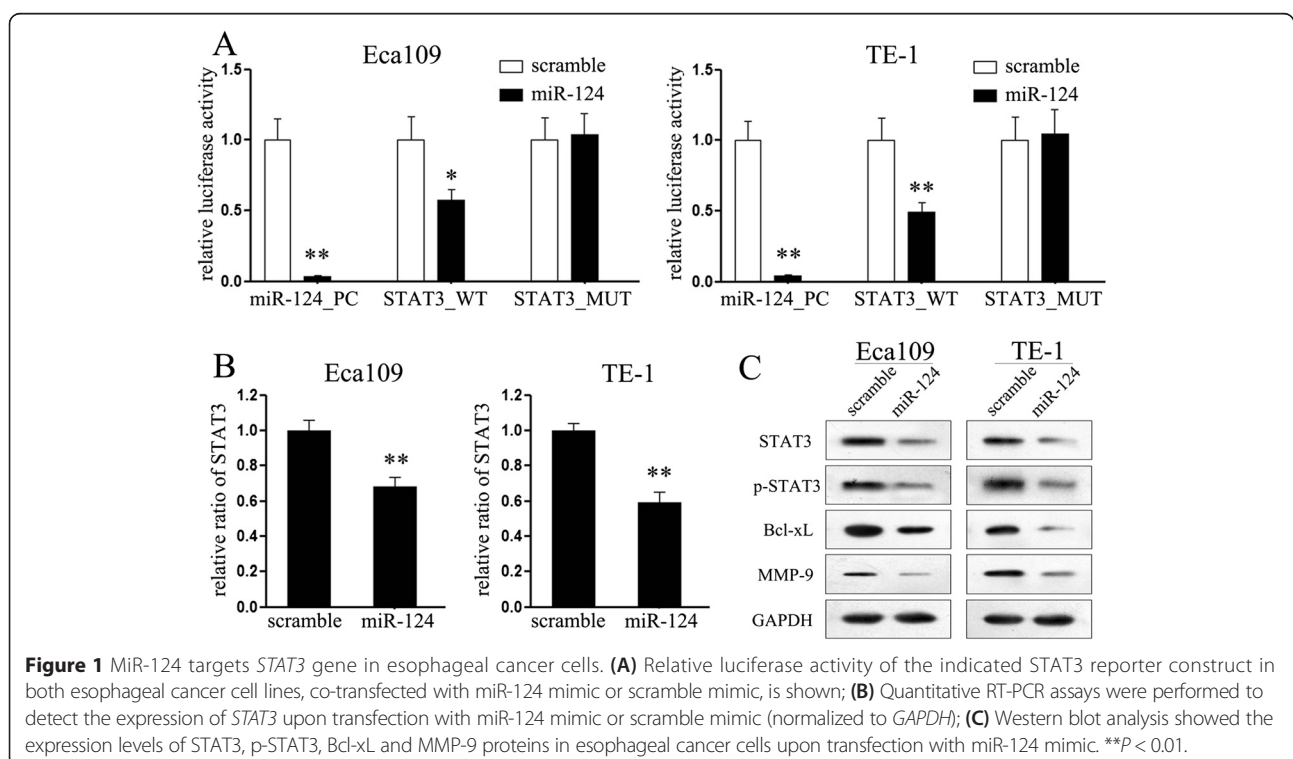 A
Eca109
scramble
miR-124
relative luciferase activity
1.5
1.0
0.5
0.0
**
*
miR-124_PC STAT3_WT STAT3_MUT
TE-1
scramble
miR-124
relative luciferase activity
1.5
1.0
0.5
0.0
**
**
miR-124_PC STAT3_WT STAT3_MUT
B
Eca109
relative ratio of STAT3
1.2
1.0
0.8
0.6
0.4
0.2
0.0
**
scramble miR-124
TE-1
relative ratio of STAT3
1.2
1.0
0.8
0.6
0.4
0.2
0.0
**
scramble miR-124
C
Eca109 TE-1
scramble miR-124 scramble miR-124
STAT3
p-STAT3
Bcl-xL
MMP-9
GAPDH
Figure 1 MiR-124 targets STAT3 gene in esophageal cancer cells. (A) Relative luciferase activity of the indicated STAT3 reporter construct in
both esophageal cancer cell lines, co-transfected with miR-124 mimic or scramble mimic, is shown; (B) Quantitative RT-PCR assays were performed to
detect the expression of STAT3 upon transfection with miR-124 mimic or scramble mimic (normalized to GAPDH); (C) Western blot analysis showed the
expression levels of STAT3, p-STAT3, Bcl-xL and MMP-9 proteins in esophageal cancer cells upon transfection with miR-124 mimic. **P < 0.01.